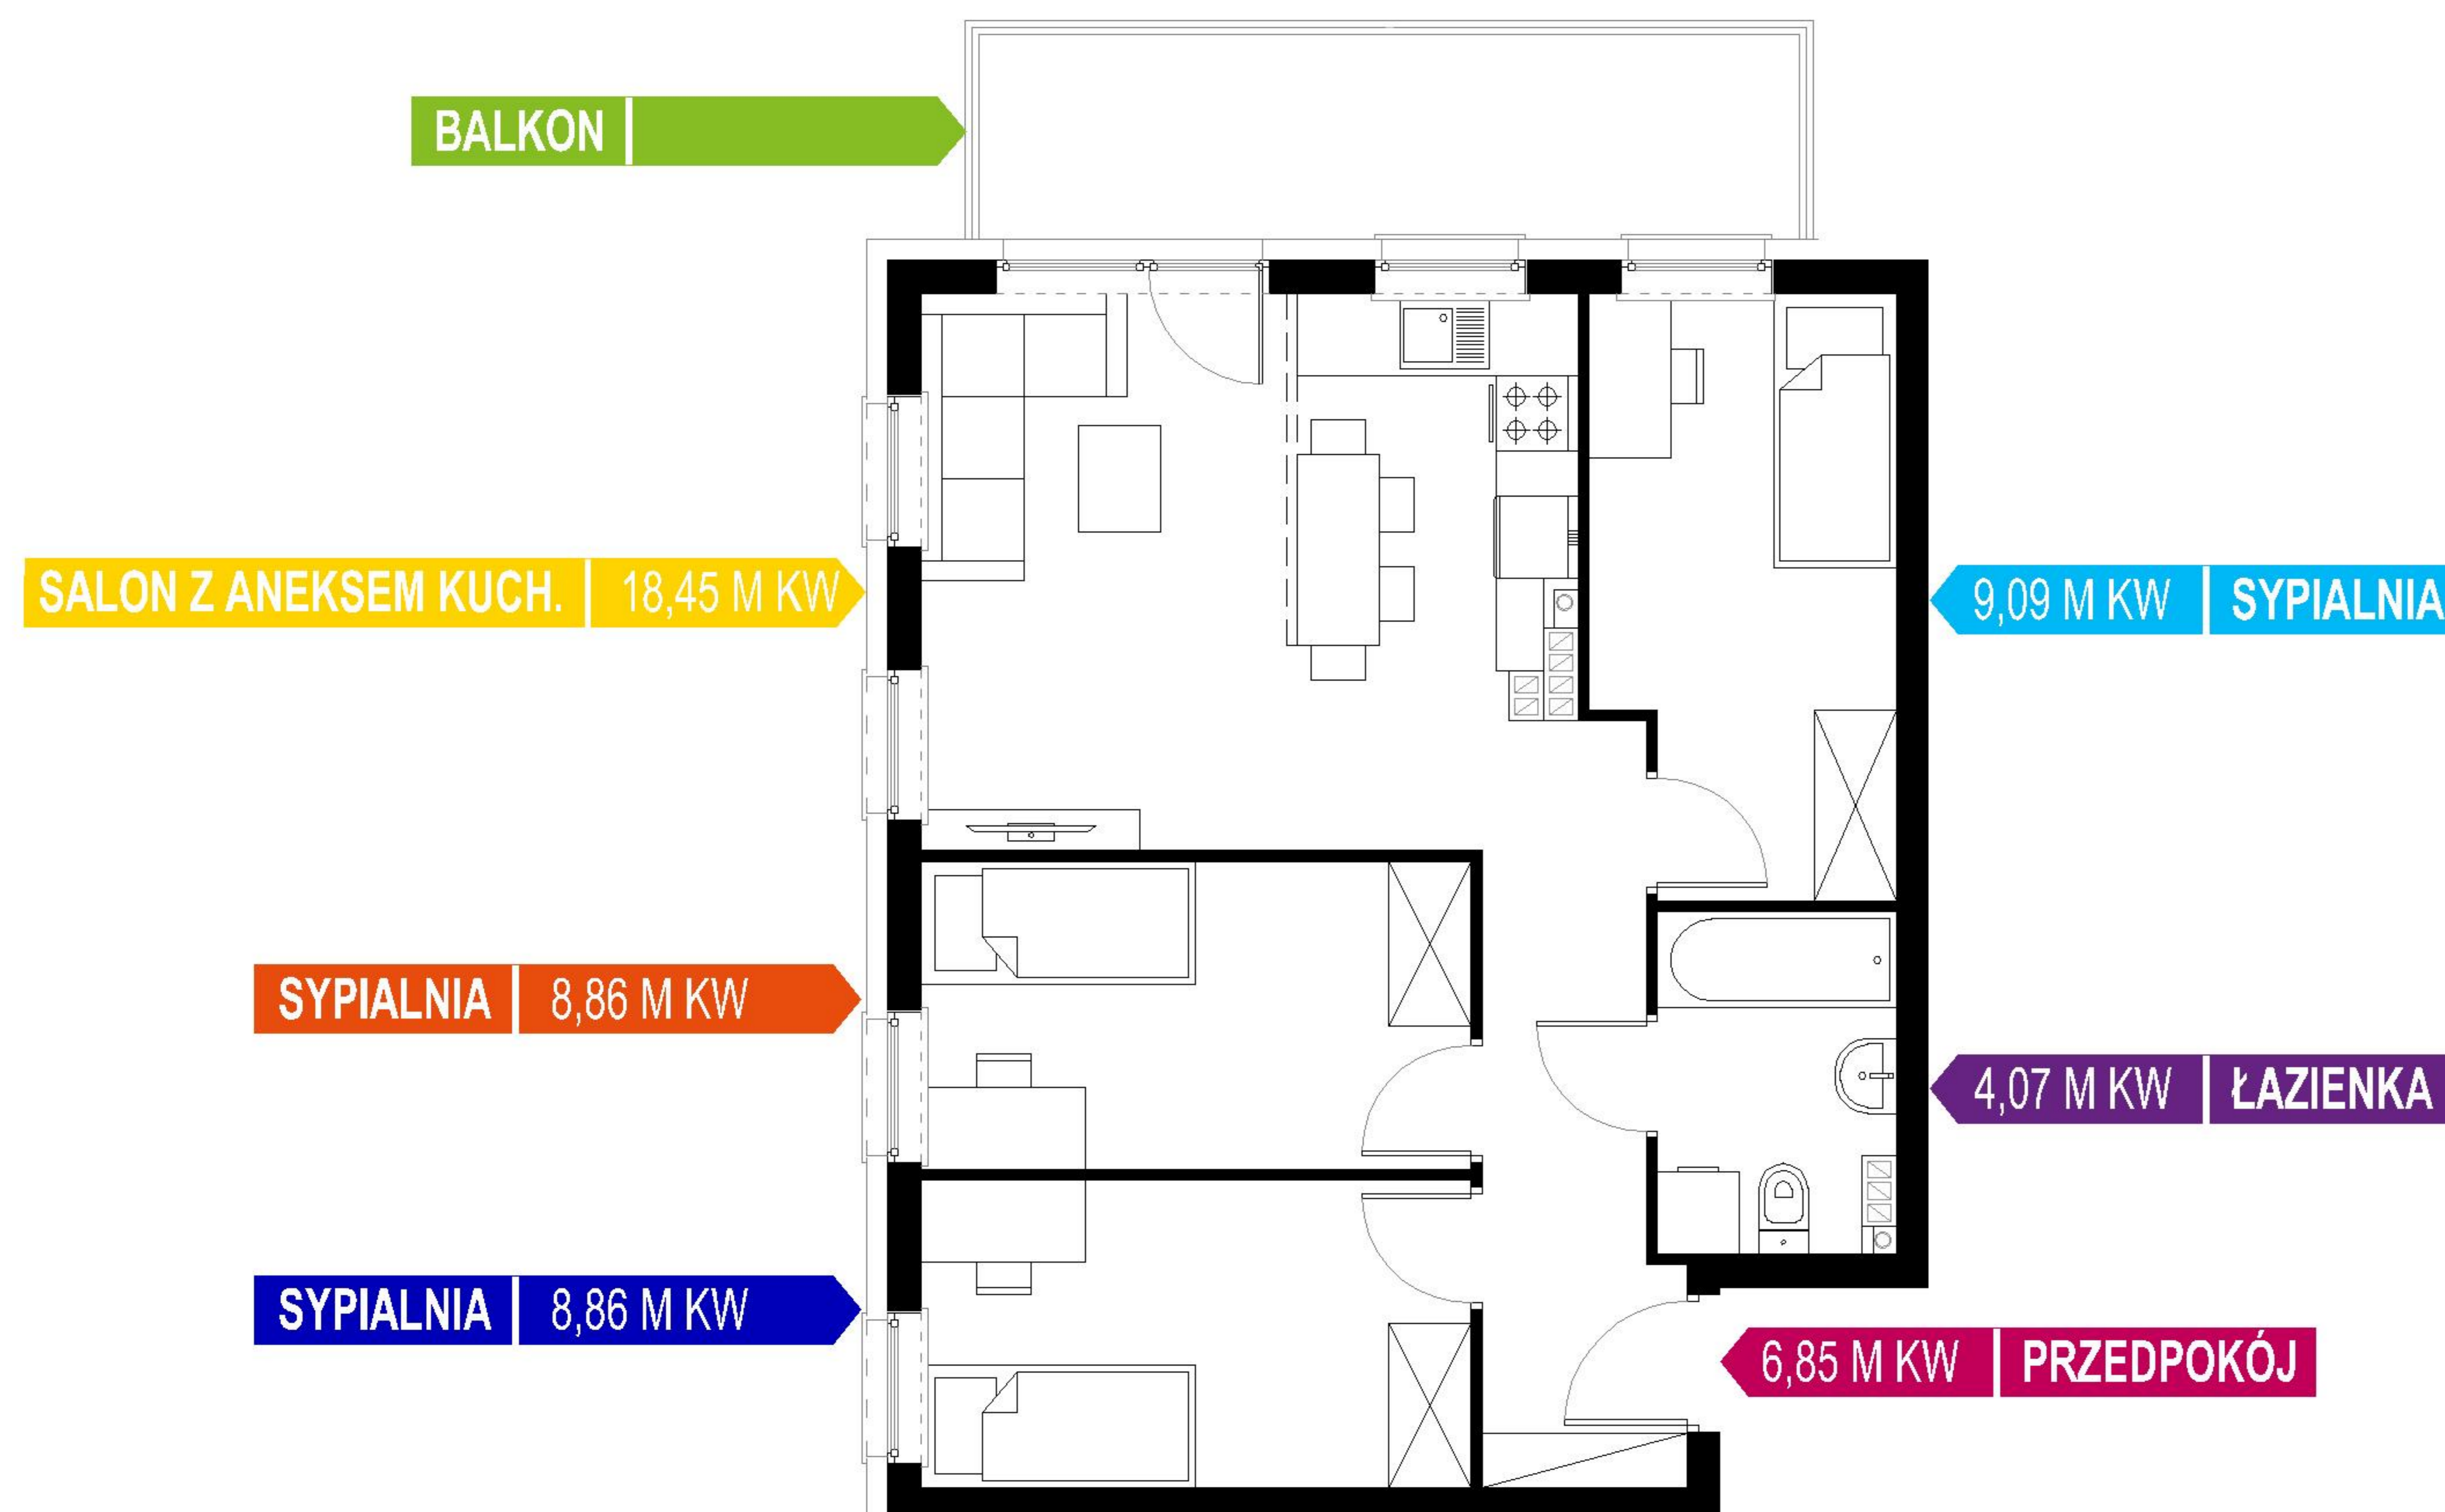 BALKON
SALON Z ANEKSEM KUCH. 18,45 M KW
9,09 M KW SYPIALNIA
SYPIALNIA 8,86 M KW
4,07 M KW ŁAZIENKA
SYPIALNIA 8,86 M KW
6,85 M KW PRZEDPOKÓJ